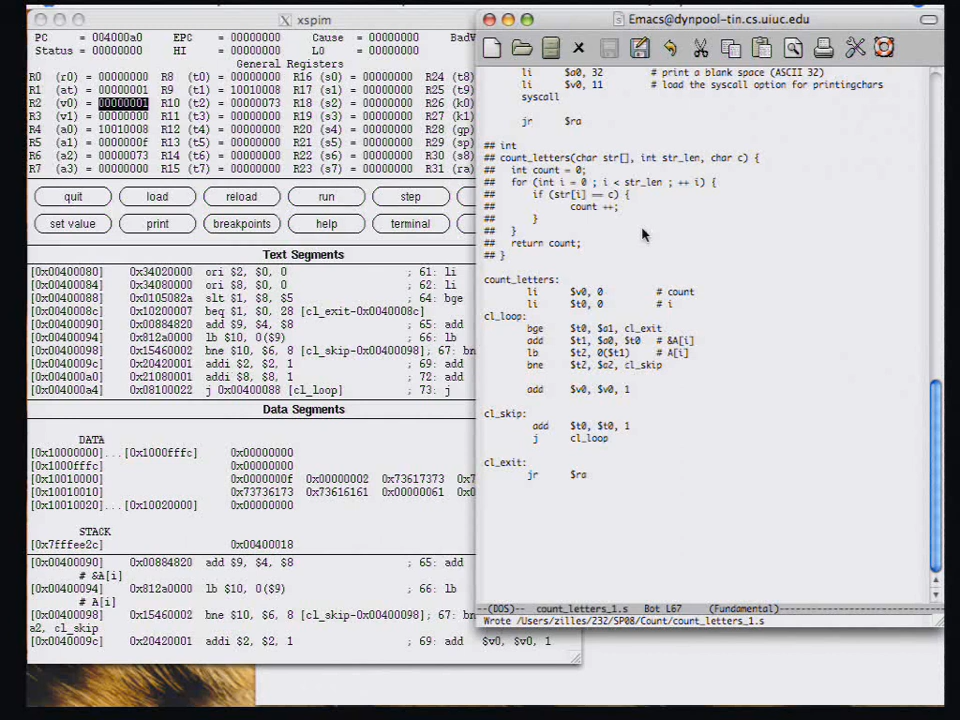 xspim
PC = 004000a0 EPC = 00000000 Cause = 00000000 BadV
Status = 00000000 HI = 00000000 L0 = 00000000
General Registers
R0 (r0) = 00000000 R8 (t0) = 00000000 R16 (s0) = 00000000 R24 (t8)
R1 (at) = 00000001 R9 (t1) = 10010008 R17 (s1) = 00000000 R25 (t9)
R2 (v0) = 00000001 R10 (t2) = 00000073 R18 (s2) = 00000000 R26 (k0)
R3 (v1) = 00000000 R11 (t3) = 00000000 R19 (s3) = 00000000 R27 (k1)
R4 (a0) = 10010008 R12 (t4) = 00000000 R20 (s4) = 00000000 R28 (gp)
R5 (a1) = 0000000f R13 (t5) = 00000000 R21 (s5) = 00000000 R29 (sp)
R6 (a2) = 00000073 R14 (t6) = 00000000 R22 (s6) = 00000000 R30 (s8)
R7 (a3) = 00000000 R15 (t7) = 00000000 R23 (s7) = 00000000 R31 (ra)
quit load reload run step
set value print breakpoints help terminal
Text Segments
[0x00400080] 0x34020000 ori $2, $0, 0 ; 61: li
[0x00400084] 0x34080000 ori $8, $0, 0 ; 62: li
[0x00400088] 0x0105082a slt $1, $8, $5 ; 64: bge
[0x0040008c] 0x10200007 beq $1, $0, 28 [cl_exit-0x0040008c]
[0x00400090] 0x00884820 add $9, $4, $8 ; 65: add
[0x00400094] 0x812a0000 lb $10, 0($9) ; 66: lb
[0x00400098] 0x15460002 bne $10, $6, 8 [cl_skip-0x00400098]; 67: bne
[0x0040009c] 0x20420001 addi $2, $2, 1 ; 69: add
[0x004000a0] 0x21080001 addi $8, $8, 1 ; 72: add
[0x004000a4] 0x08100022 j 0x00400088 [cl_loop] ; 73: j
Data Segments
DATA
[0x10000000]...[0x1000fffc] 0x00000000
[0x1000fffc] 0x00000000
[0x10010000] 0x0000000f 0x00000002 0x73617373 0x
[0x10010010] 0x73736173 0x73616161 0x00000061 0x
[0x10010020]...[0x10020000] 0x00000000
STACK
[0x7fffee2c] 0x00400018
[0x00400090] 0x00884820 add $9, $4, $8 ; 65: add
# &A[i]
[0x00400094] 0x812a0000 lb $10, 0($9) ; 66: lb
# A[i]
[0x00400098] 0x15460002 bne $10, $6, 8 [cl_skip-0x00400098]; 67: bn
a2, cl_skip
[0x0040009c] 0x20420001 addi $2, $2, 1 ; 69: add $v0, $v0, 1
Emacs@dynpool-tin.cs.uiuc.edu
li $a0, 32 # print a blank space (ASCII 32)
li $v0, 11 # load the syscall option for printingchars
syscall
jr $ra
## int
## count_letters(char str[], int str_len, char c) {
## int count = 0;
## for (int i = 0 ; i < str_len ; ++ i) {
## if (str[i] == c) {
## count ++;
## }
## }
## return count;
## }
count_letters:
li $v0, 0 # count
li $t0, 0 # i
cl_loop:
bge $t0, $a1, cl_exit
add $t1, $a0, $t0 # &A[i]
lb $t2, 0($t1) # A[i]
bne $t2, $a2, cl_skip
add $v0, $v0, 1
cl_skip:
add $t0, $t0, 1
j cl_loop
cl_exit:
jr $ra
--(DOS)-- count_letters_1.s Bot L67 (Fundamental)
Wrote /Users/zilles/232/SP08/Count/count_letters_1.s